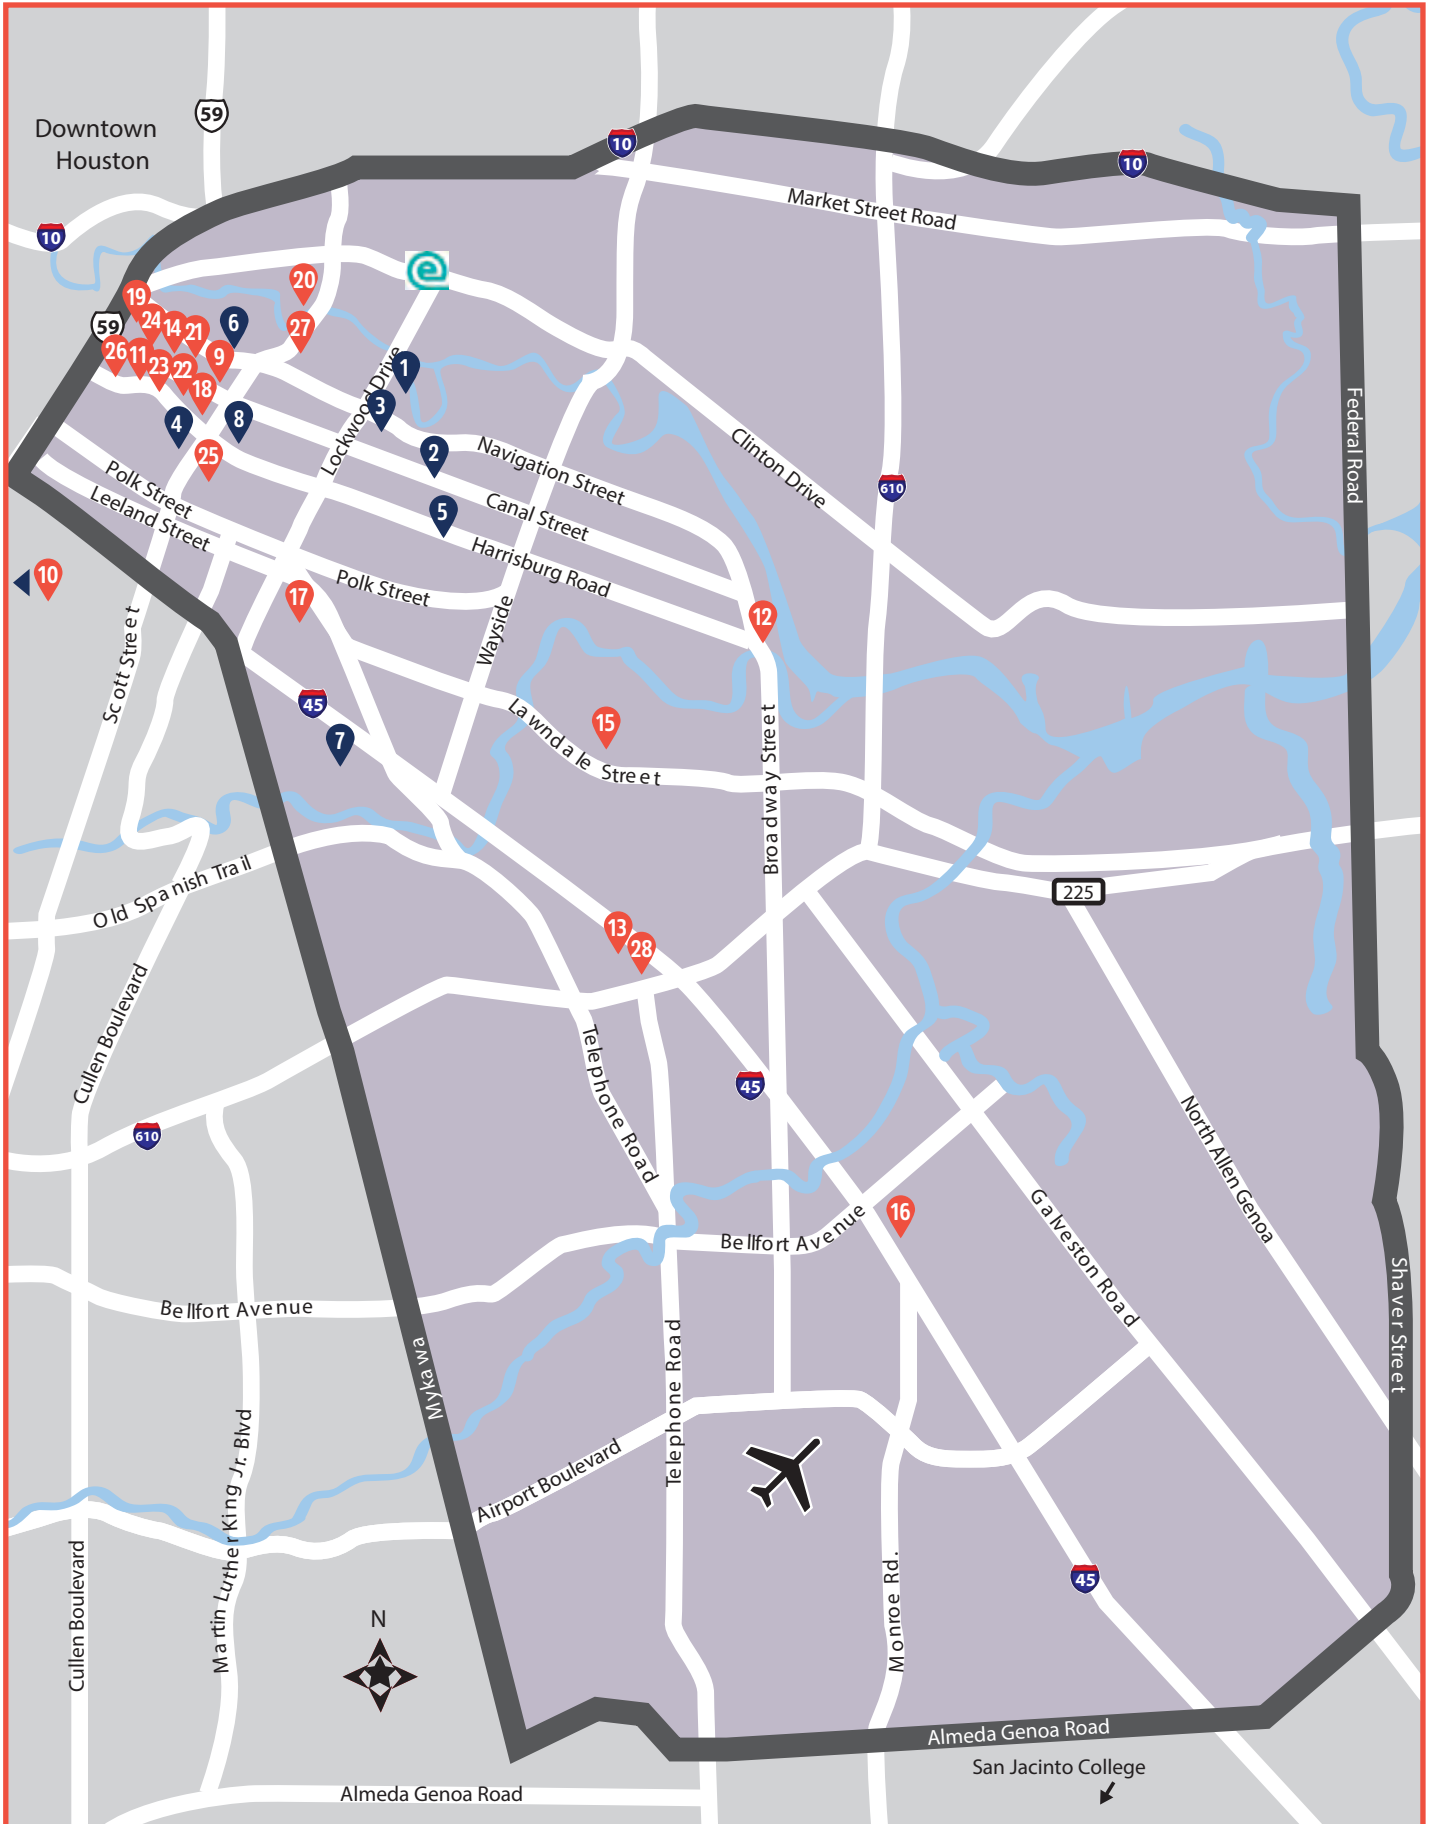 59
Downtown
Houston
10
10
10
Market Street Road
20
19
59
24
14
21
6
27
26
11
23
22
9
18
1
3
4
8
Lockwood Drive
2
25
Navigation Street
Clinton Drive
Federal Road
610
Polk Street
Leeland Street
5
Canal Street
Harrisburg Road
10
17
Polk Street
12
Scott Street
Wayside
45
7
15
Lawndale Street
Broadway Street
Old Spanish Trail
225
13
28
Cullen Boulevard
Telephone Road
45
610
North Allen Genoa
16
Bellfort Avenue
Galveston Road
Bellfort Avenue
Shaver Street
Mykawa
Telephone Road
Martin Luther King Jr. Blvd
Airport Boulevard
Cullen Boulevard
Monroe Rd.
45
N
Almeda Genoa Road
San Jacinto College
Almeda Genoa Road